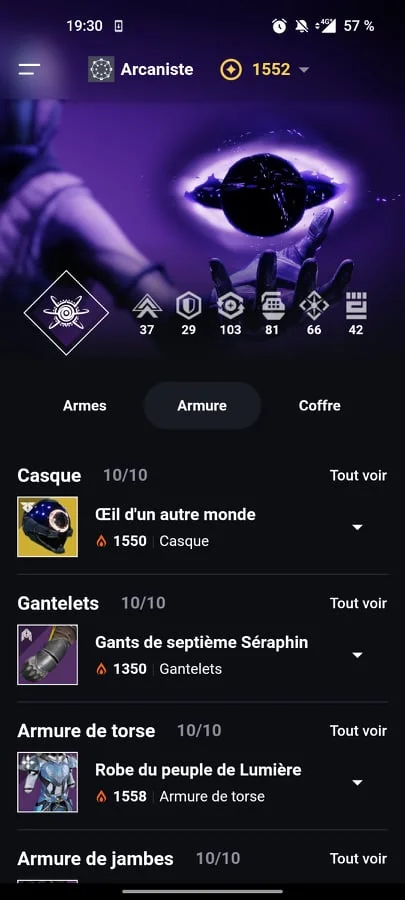 19:30
4G
57 %
Arcaniste
1552
37 29 103 81 66 42
Armes Armure Coffre
Casque 10/10 Tout voir
Œil d'un autre monde
1550 Casque
Gantelets 10/10 Tout voir
Gants de septième Séraphin
1350 Gantelets
Armure de torse 10/10 Tout voir
Robe du peuple de Lumière
1558 Armure de torse
Armure de jambes 10/10 Tout voir